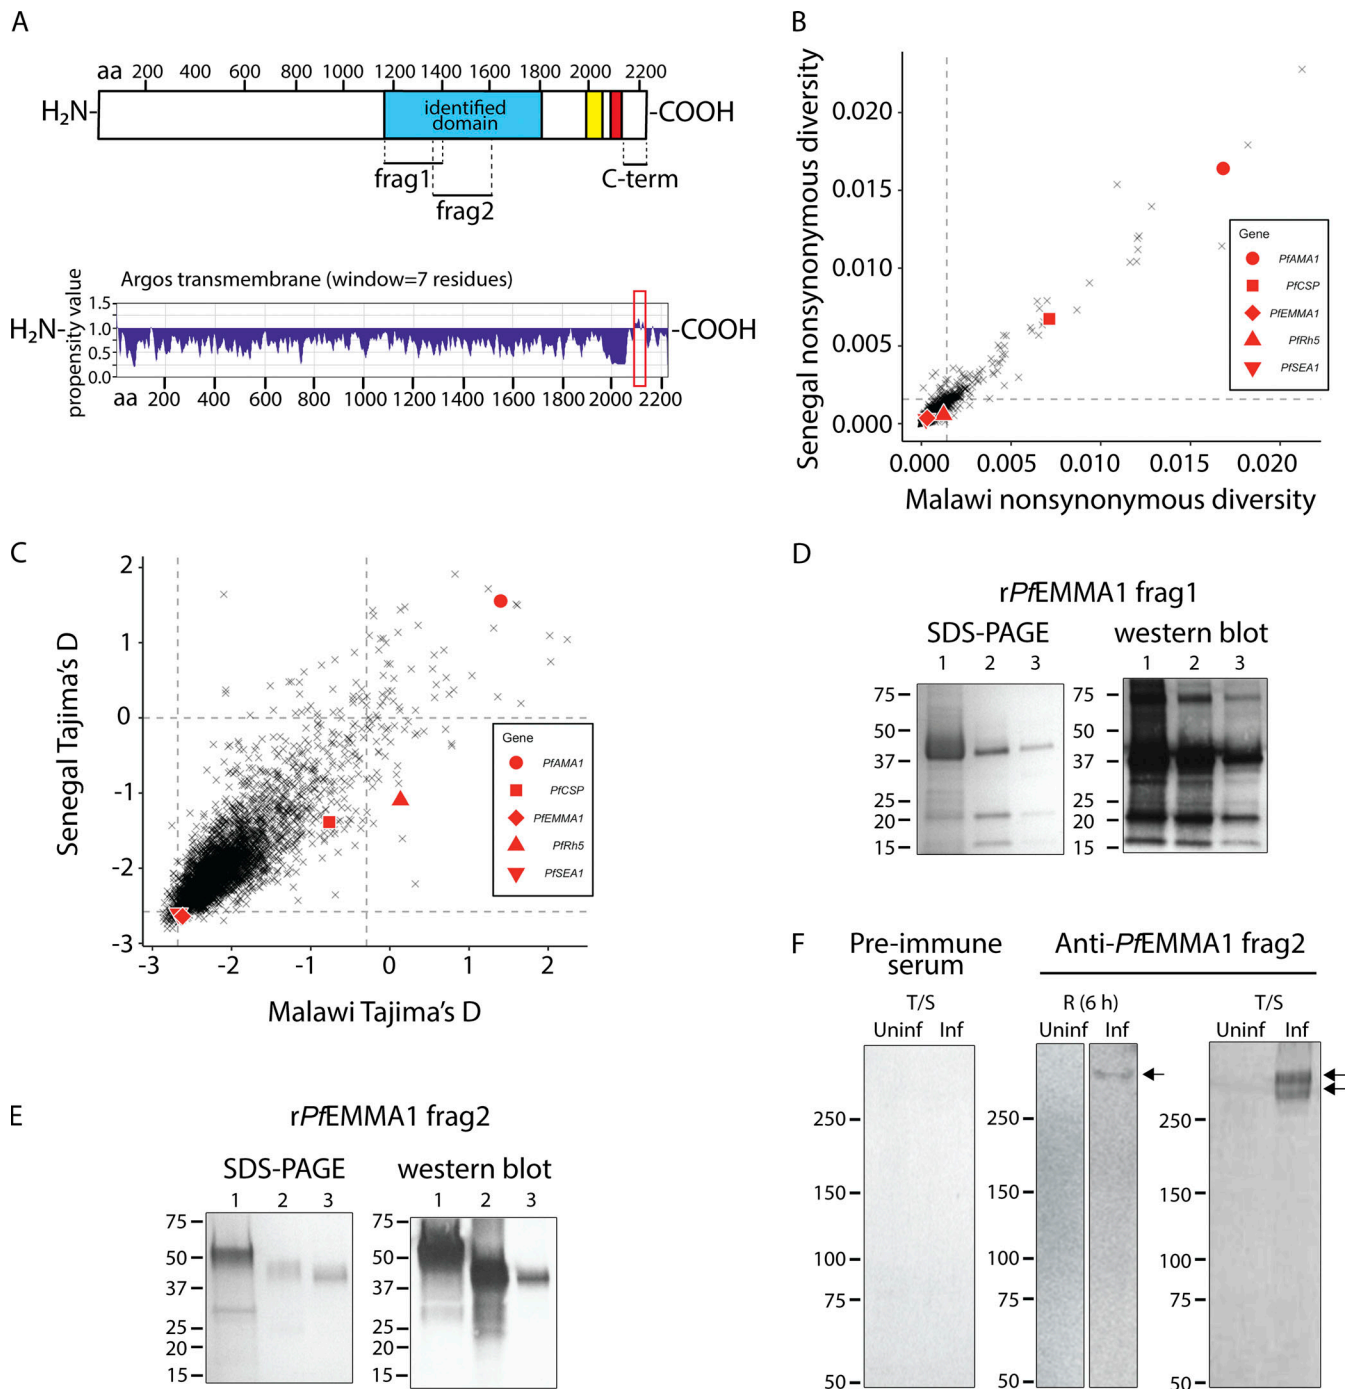 A
aa 200 400 600 800 1000 1200 1400 1600 1800 2000 2200
H2N-
identified
domain
-COOH
frag1
C-term
frag2
Argos transmembrane (window=7 residues)
propensity value
1.5
1.0
0.5
0.0
H2N-
-COOH
aa 200 400 600 800 1000 1200 1400 1600 1800 2000 2200
B
Senegal nonsynonymous diversity
0.020
0.015
0.010
0.005
0.000
Gene
PfAMA1
PfCSP
PfEMMA1
PfRh5
PfSEA1
0.000 0.005 0.010 0.015 0.020
Malawi nonsynonymous diversity
C
Senegal Tajima's D
2
1
0
-1
-2
-3
Gene
PfAMA1
PfCSP
PfEMMA1
PfRh5
PfSEA1
-3 -2 -1 0 1 2
Malawi Tajima's D
D
rPfEMMA1 frag1
SDS-PAGE
1 2 3
75
50
37
25
20
15
western blot
1 2 3
75
50
37
25
20
15
E
rPfEMMA1 frag2
SDS-PAGE
1 2 3
75
50
37
25
20
15
western blot
1 2 3
75
50
37
25
20
15
F
Pre-immune
serum
T/S
Uninf Inf
250
150
100
75
50
Anti-PfEMMA1 frag2
R (6 h)
Uninf Inf
250
150
100
75
50
T/S
Uninf Inf
250
150
100
75
50